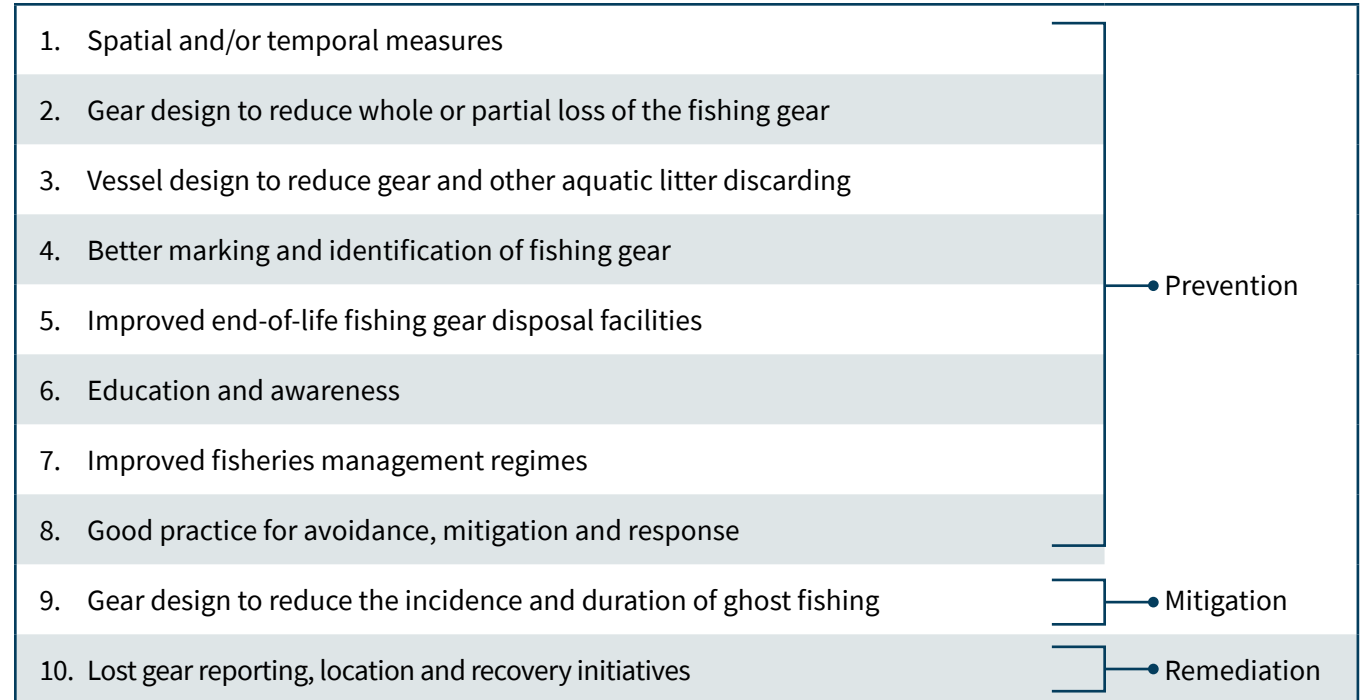 1. Spatial and/or temporal measures
2. Gear design to reduce whole or partial loss of the fishing gear
3. Vessel design to reduce gear and other aquatic litter discarding
4. Better marking and identification of fishing gear
Prevention
5. Improved end-of-life fishing gear disposal facilities
6. Education and awareness
7. Improved fisheries management regimes
8. Good practice for avoidance, mitigation and response
9. Gear design to reduce the incidence and duration of ghost fishing
Mitigation
10. Lost gear reporting, location and recovery initiatives
Remediation